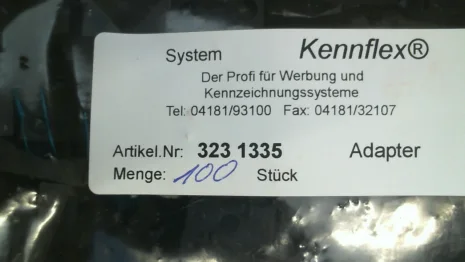 System Kennflex®
Der Profi für Werbung und
Kennzeichnungssysteme
Tel: 04181/93100 Fax: 04181/32107
Artikel.Nr: 323 1335 Adapter
Menge: 100 Stück